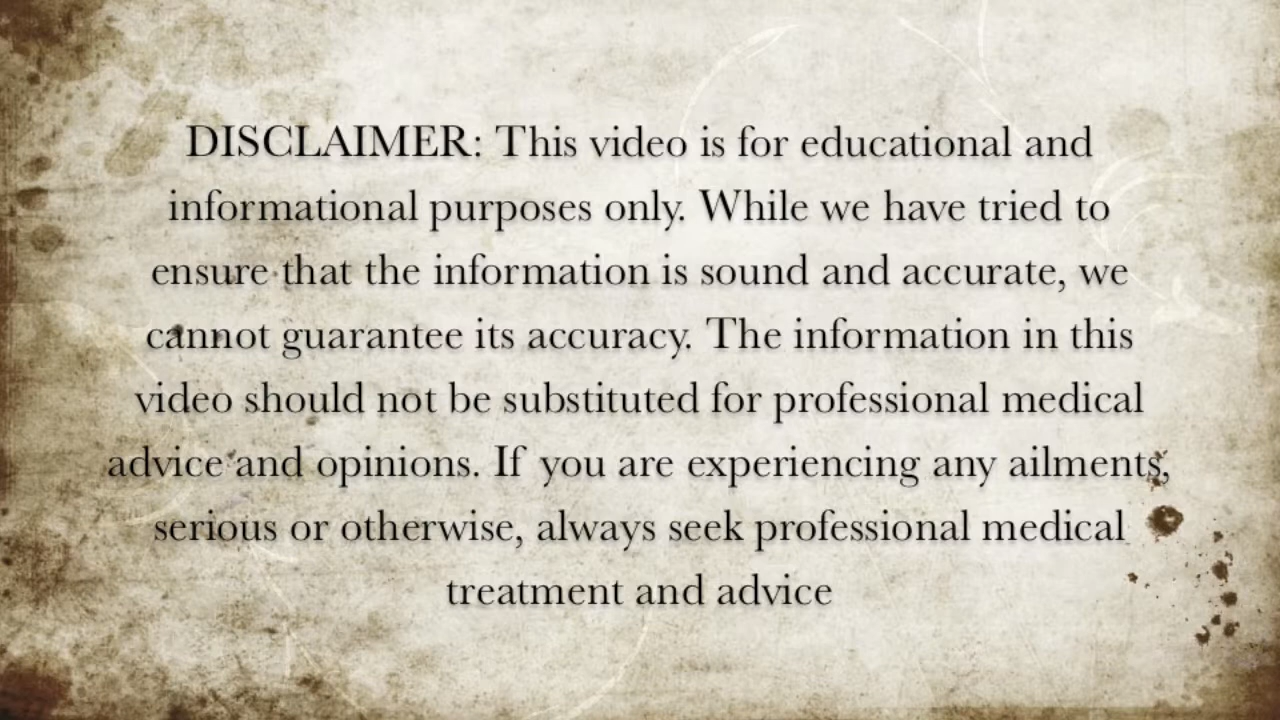 DISCLAIMER: This video is for educational and
informational purposes only. While we have tried to
ensure that the information is sound and accurate, we
cannot guarantee its accuracy. The information in this
video should not be substituted for professional medical
advice and opinions. If you are experiencing any ailments,
serious or otherwise, always seek professional medical
treatment and advice